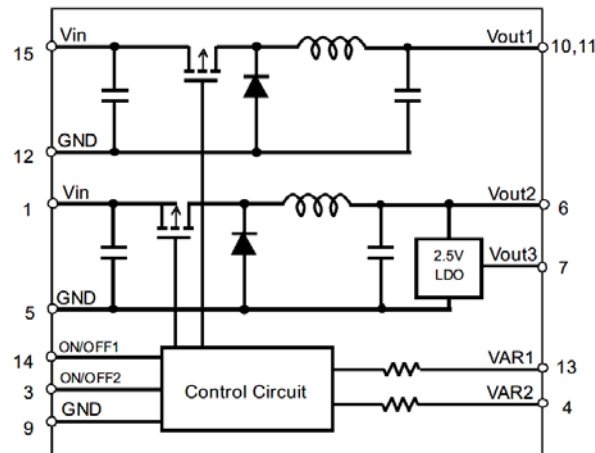 Vin
Vout1
15
10,11
GND
12
Vin
Vout2
1
6
2.5V
LDO
Vout3
7
GND
5
ON/OFF1
14
VAR1
13
ON/OFF2
3
Control Circuit
VAR2
4
GND
9